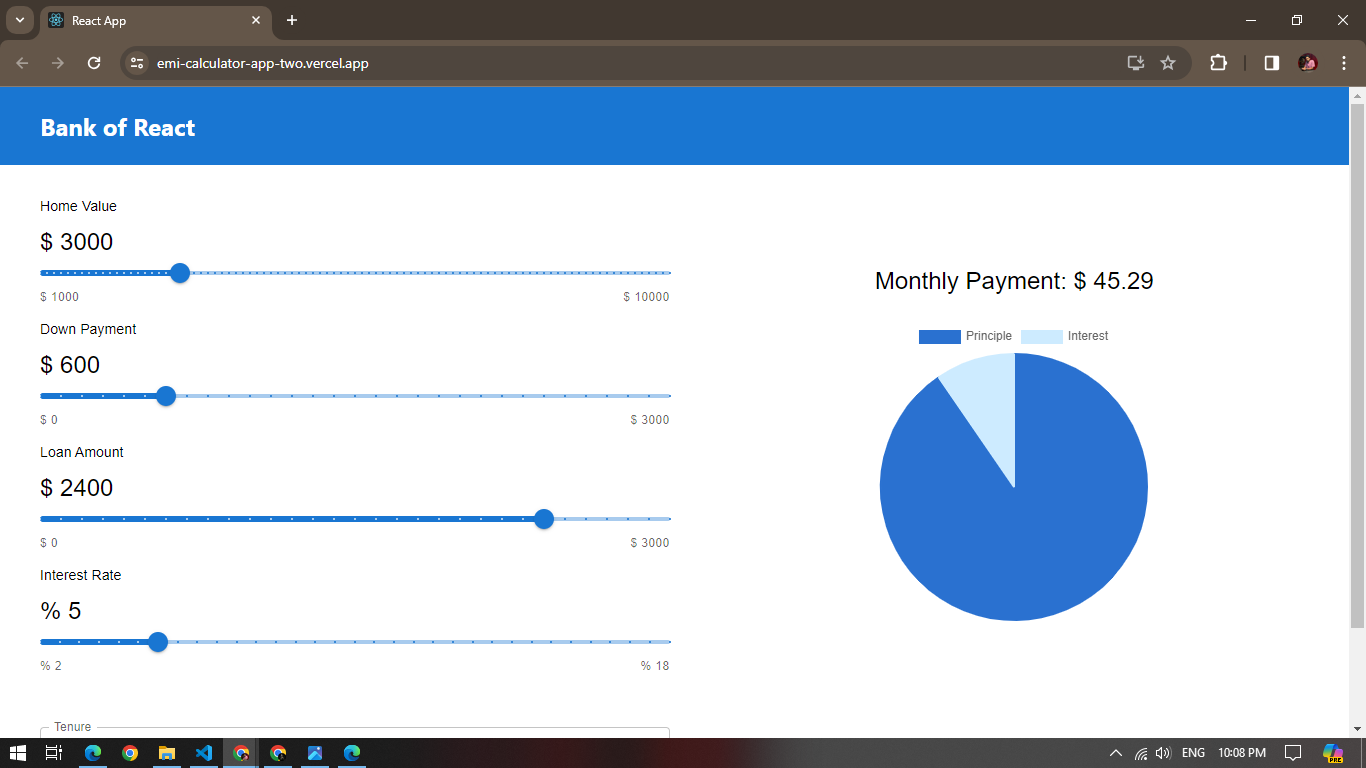 React App
emi-calculator-app-two.vercel.app
Bank of React
Home Value
$ 3000
$ 1000 $ 10000
Down Payment
$ 600
$ 0 $ 3000
Loan Amount
$ 2400
$ 0 $ 3000
Interest Rate
% 5
% 2 % 18
Tenure
Monthly Payment: $ 45.29
Principle Interest
ENG 10:08 PM
PRE